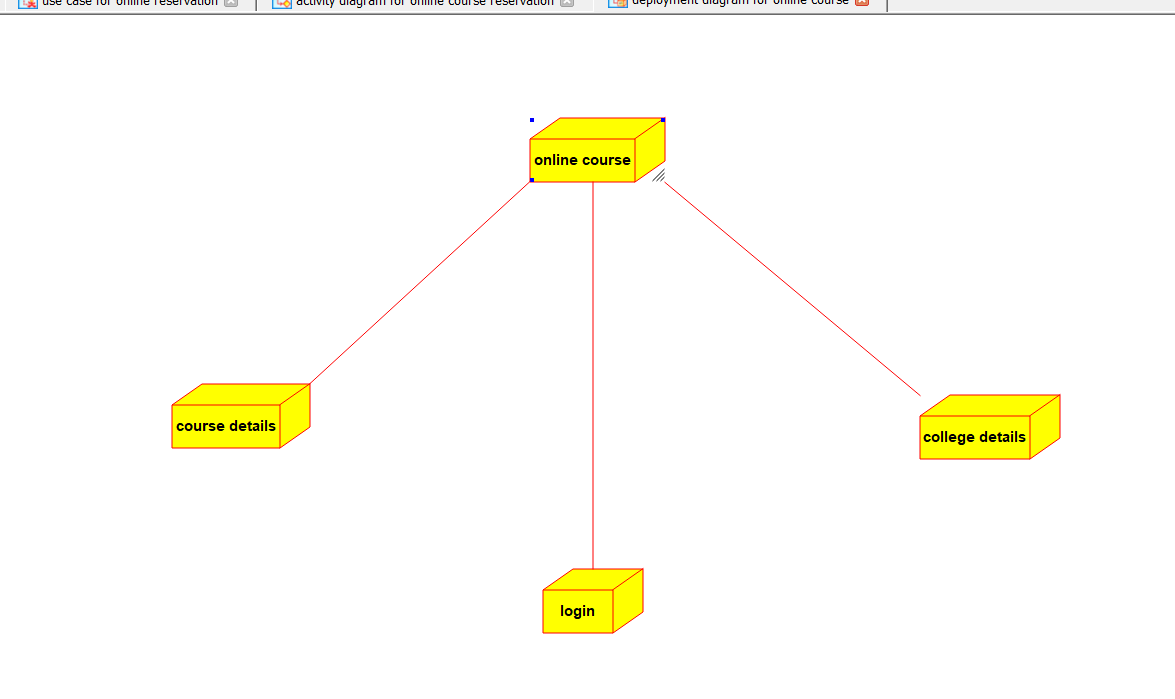 use case for online reservation
activity diagram for online course reservation
deployment diagram for online course
online course
course details
college details
login